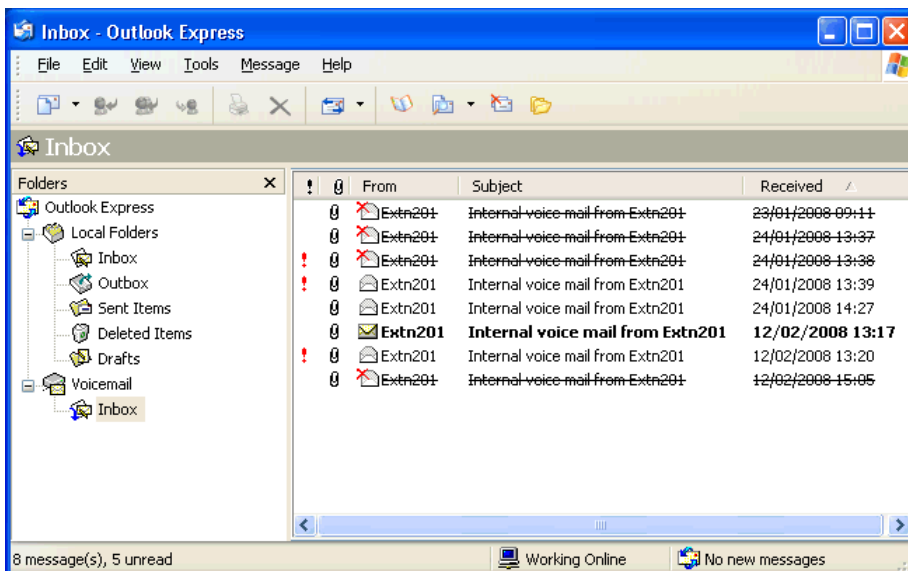 Inbox - Outlook Express
File Edit View Tools Message Help
Inbox
Folders
Outlook Express
Local Folders
Inbox
Outbox
Sent Items
Deleted Items
Drafts
Voicemail
Inbox
! From Subject Received
Extn201 Internal voice mail from Extn201 23/01/2008 09:11
Extn201 Internal voice mail from Extn201 24/01/2008 13:37
! Extn201 Internal voice mail from Extn201 24/01/2008 13:38
! Extn201 Internal voice mail from Extn201 24/01/2008 13:39
Extn201 Internal voice mail from Extn201 24/01/2008 14:27
Extn201 Internal voice mail from Extn201 12/02/2008 13:17
! Extn201 Internal voice mail from Extn201 12/02/2008 13:20
Extn201 Internal voice mail from Extn201 12/02/2008 15:05
8 message(s), 5 unread Working Online No new messages